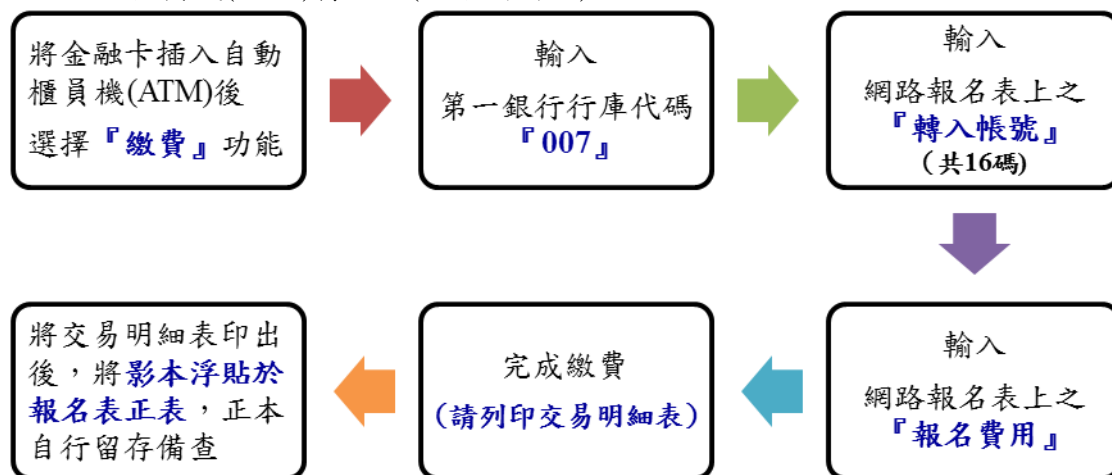 將金融卡插入自動
櫃員機(ATM)後
選擇『繳費』功能
輸入
第一銀行行庫代碼
『007』
輸入
網路報名表上之
『轉入帳號』
(共16碼)
輸入
網路報名表上之
『報名費用』
完成繳費
(請列印交易明細表)
將交易明細表印出
後，將影本浮貼於
報名表正表，正本
自行留存備查